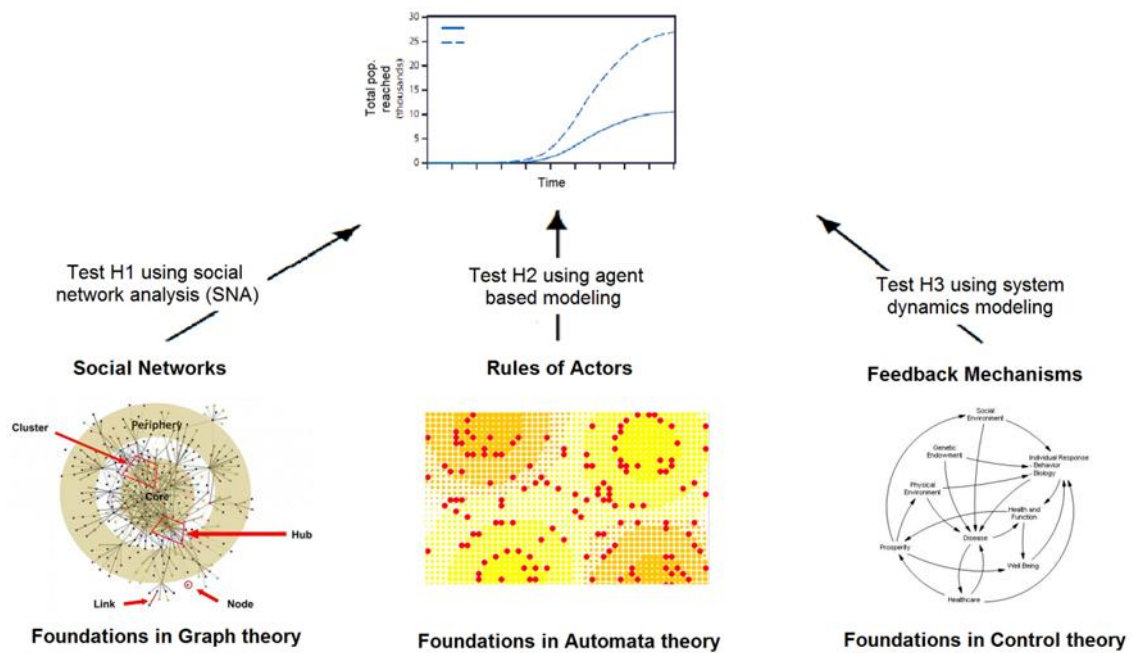 30
25
20
15
10
5
0
Total pop.
reached
(thousands)
Time
Test H1 using social
network analysis (SNA)
Test H2 using agent
based modeling
Test H3 using system
dynamics modeling
Social Networks
Rules of Actors
Feedback Mechanisms
Cluster
Periphery
Core
Hub
Link
Node
Social
Environment
Genetic
Endowment
Individual Response
- Behavior
- Biology
Physical
Environment
Health and
Function
Disease
Prosperity
Well Being
Healthcare
Foundations in Graph theory
Foundations in Automata theory
Foundations in Control theory